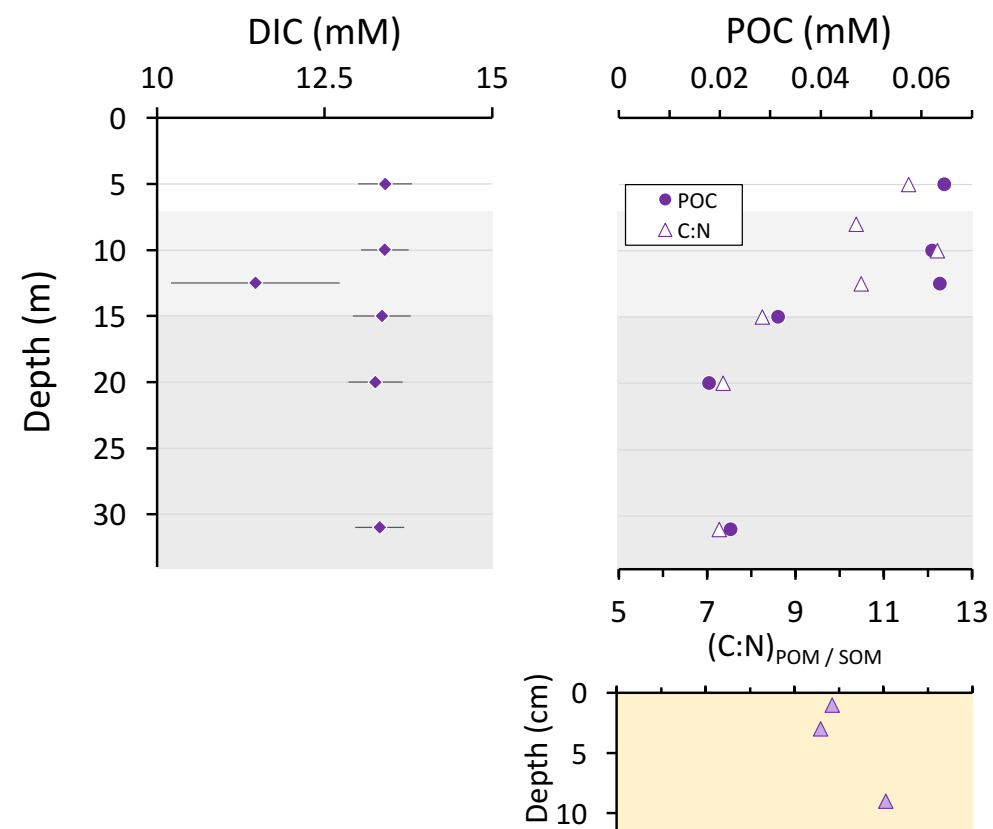 DIC (mM)
10 12.5 15
0
5
10
15
20
25
30
Depth (m)
POC (mM)
0 0.02 0.04 0.06
POC
C:N
5 7 9 11 13
(C:N)POM / SOM
Depth (cm)
0
5
10